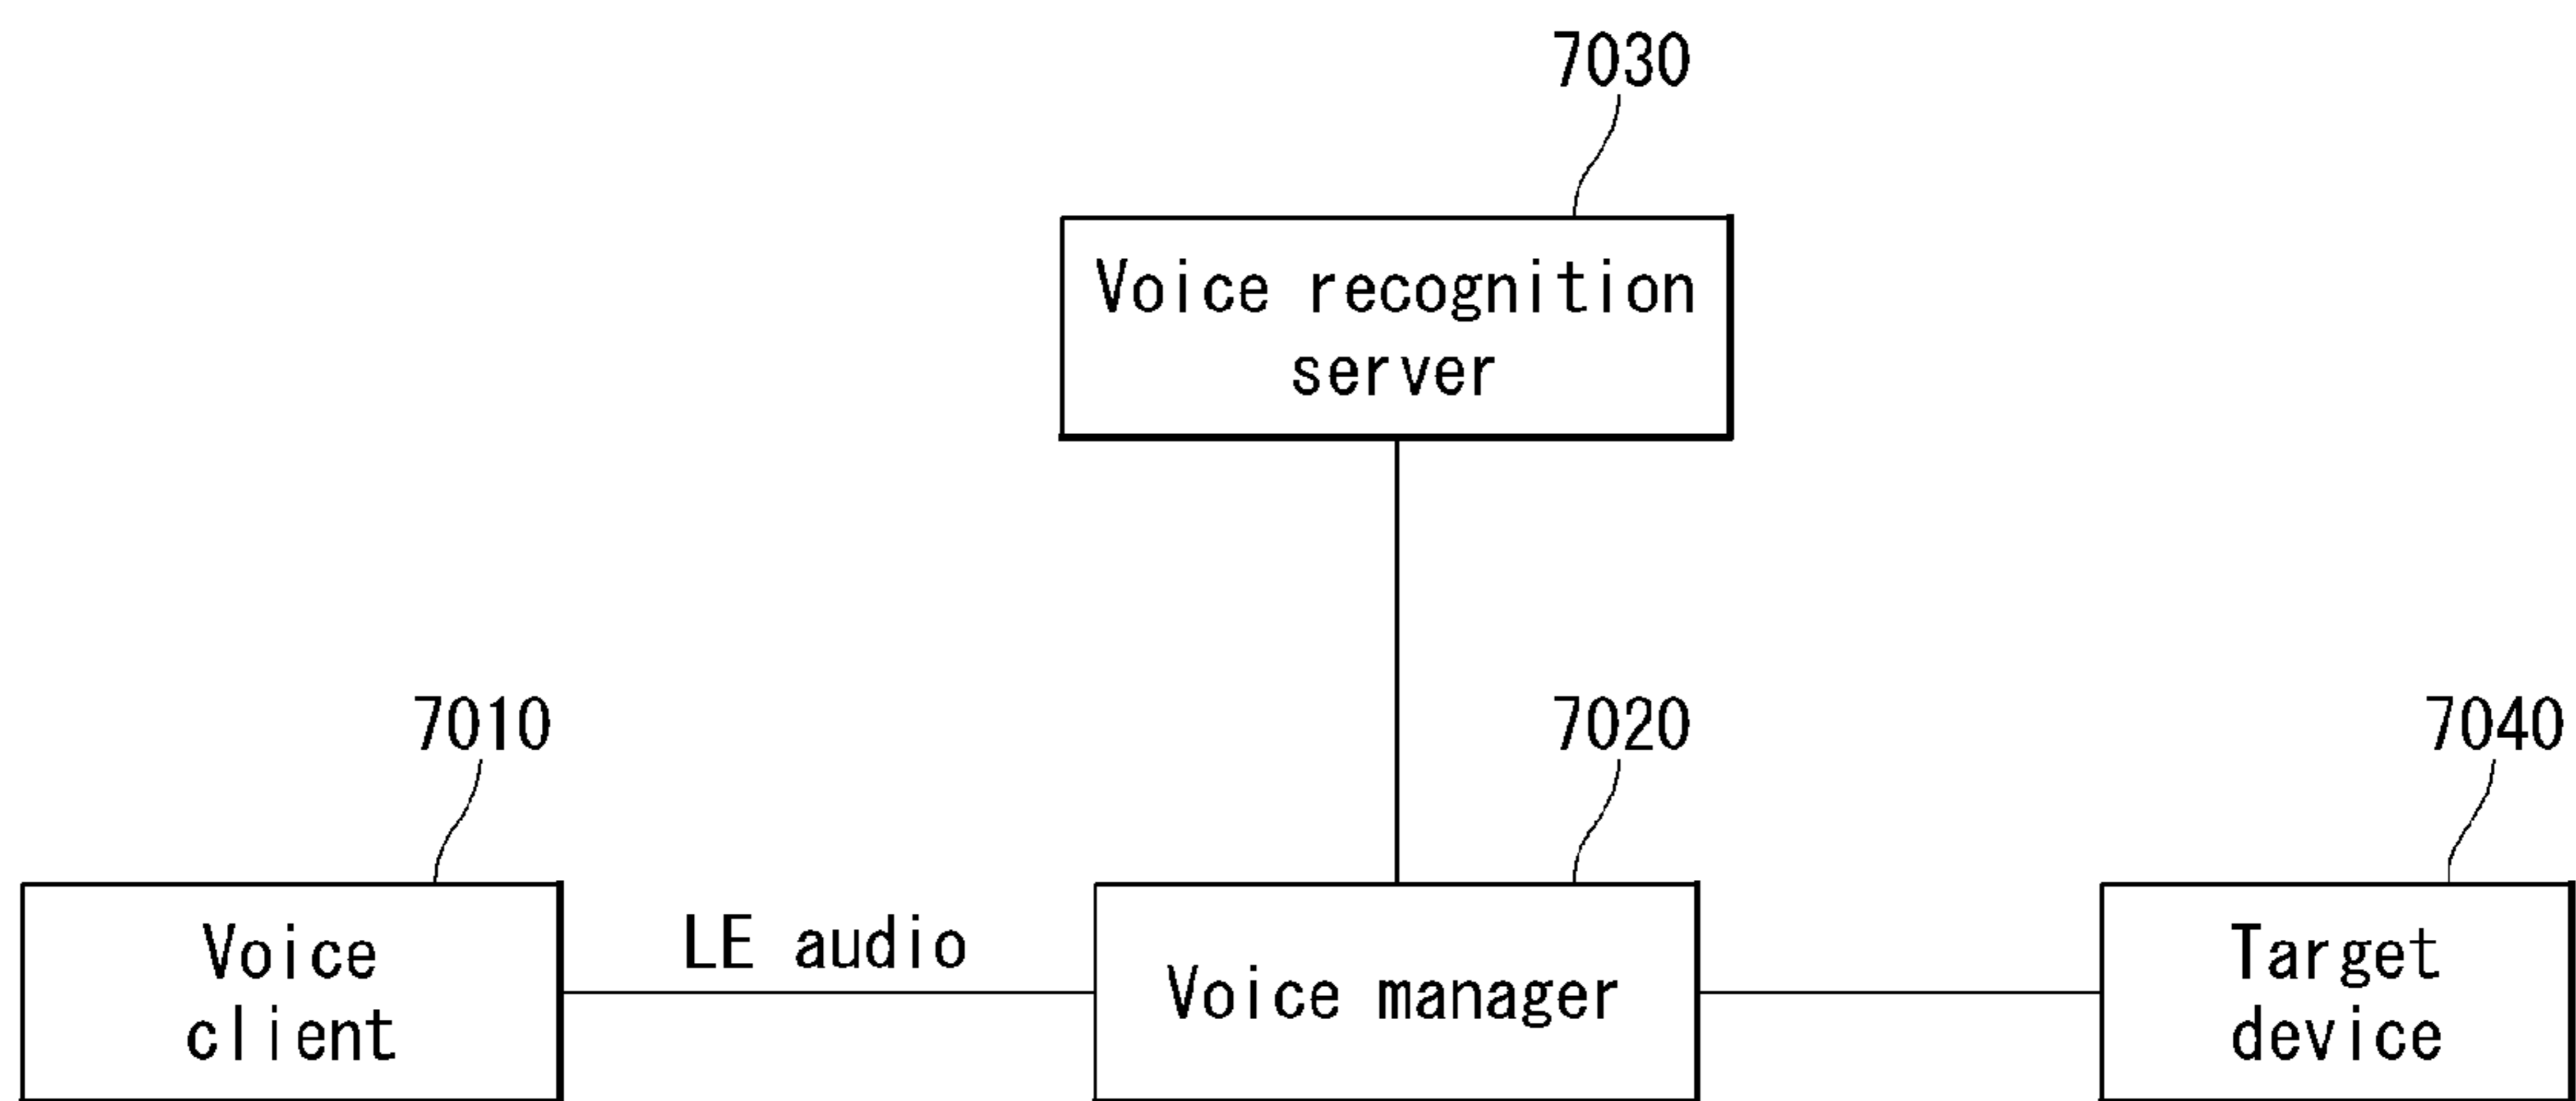 7030
Voice recognition
server
7010
7020
7040
Voice
client
LE audio
Voice manager
Target
device